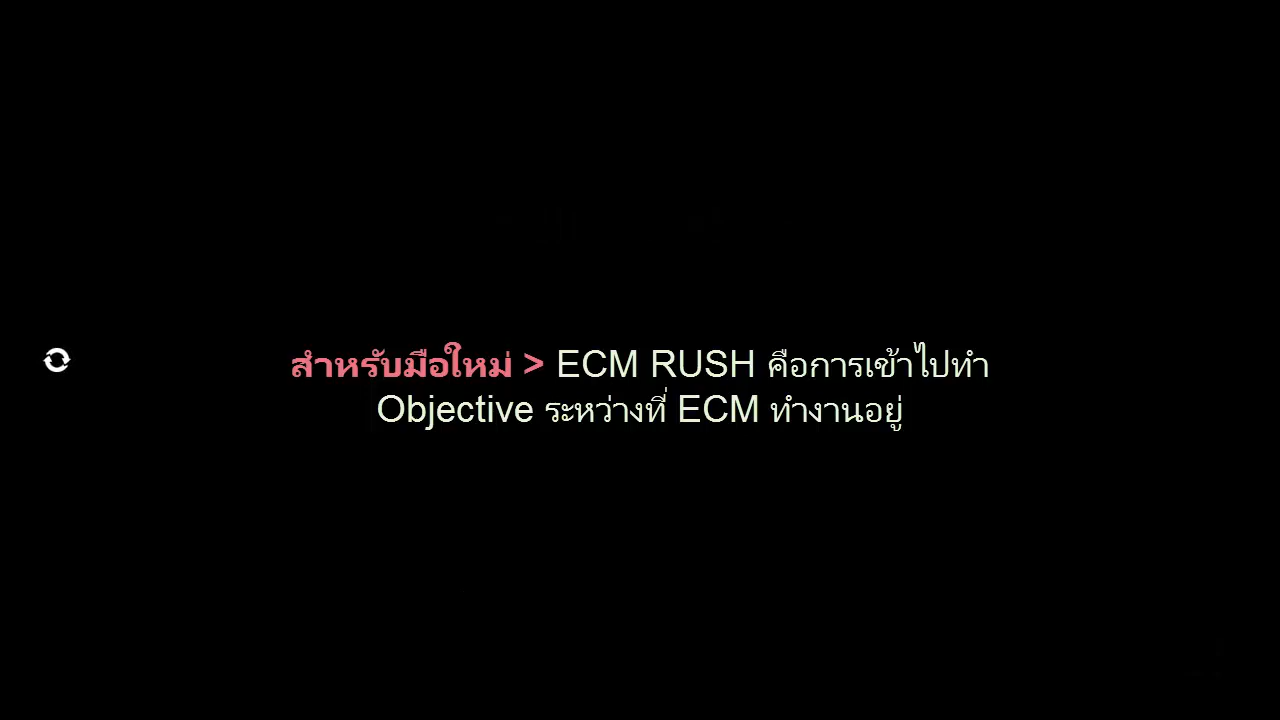 สำหรับมือใหม่ > ECM RUSH คือการเข้าไปทำ
Objective ระหว่างที่ ECM ทำงานอยู่